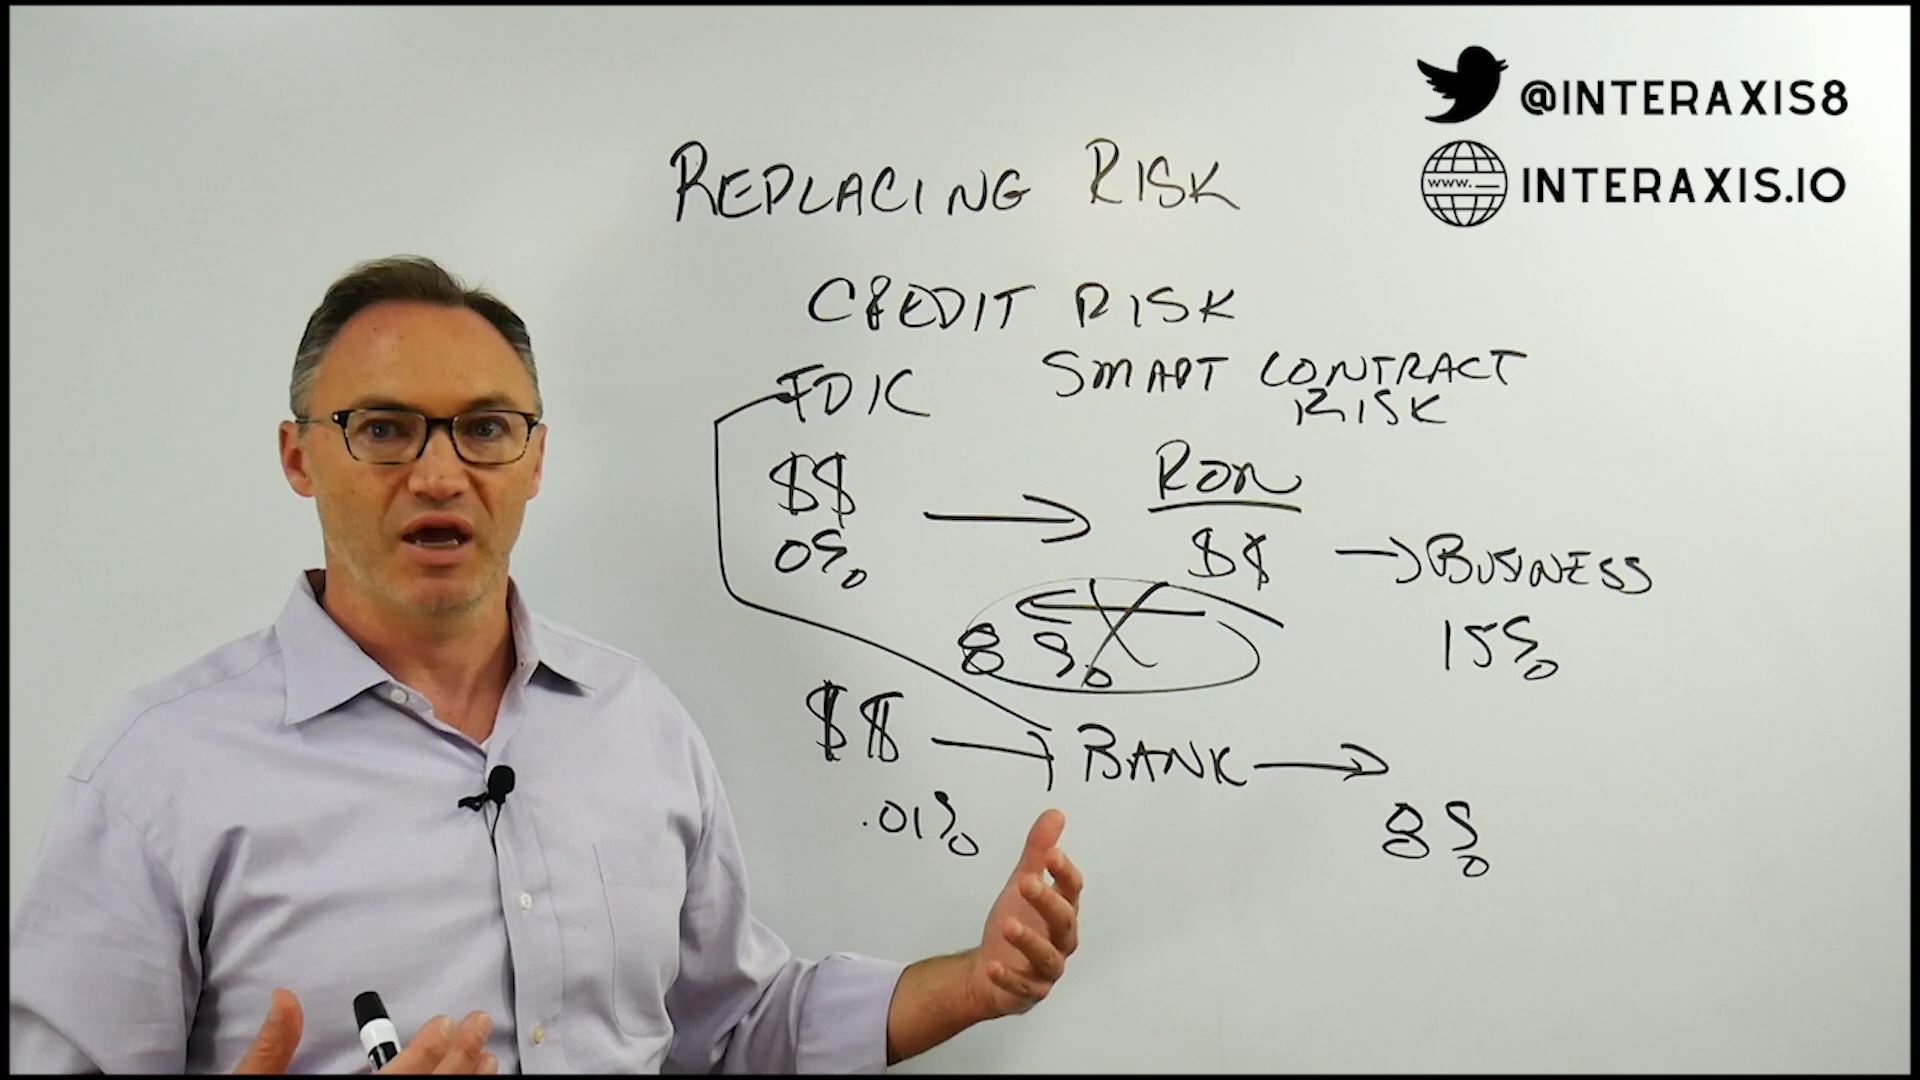 @INTERAXIS8
www.
INTERAXIS.IO
REPLACING RISK
CREDIT RISK
FDIC
SMART CONTRACT
RISK
$$
Ron
0%
$$
BUSINESS
8%
15%
$$
BANK
.01%
8%